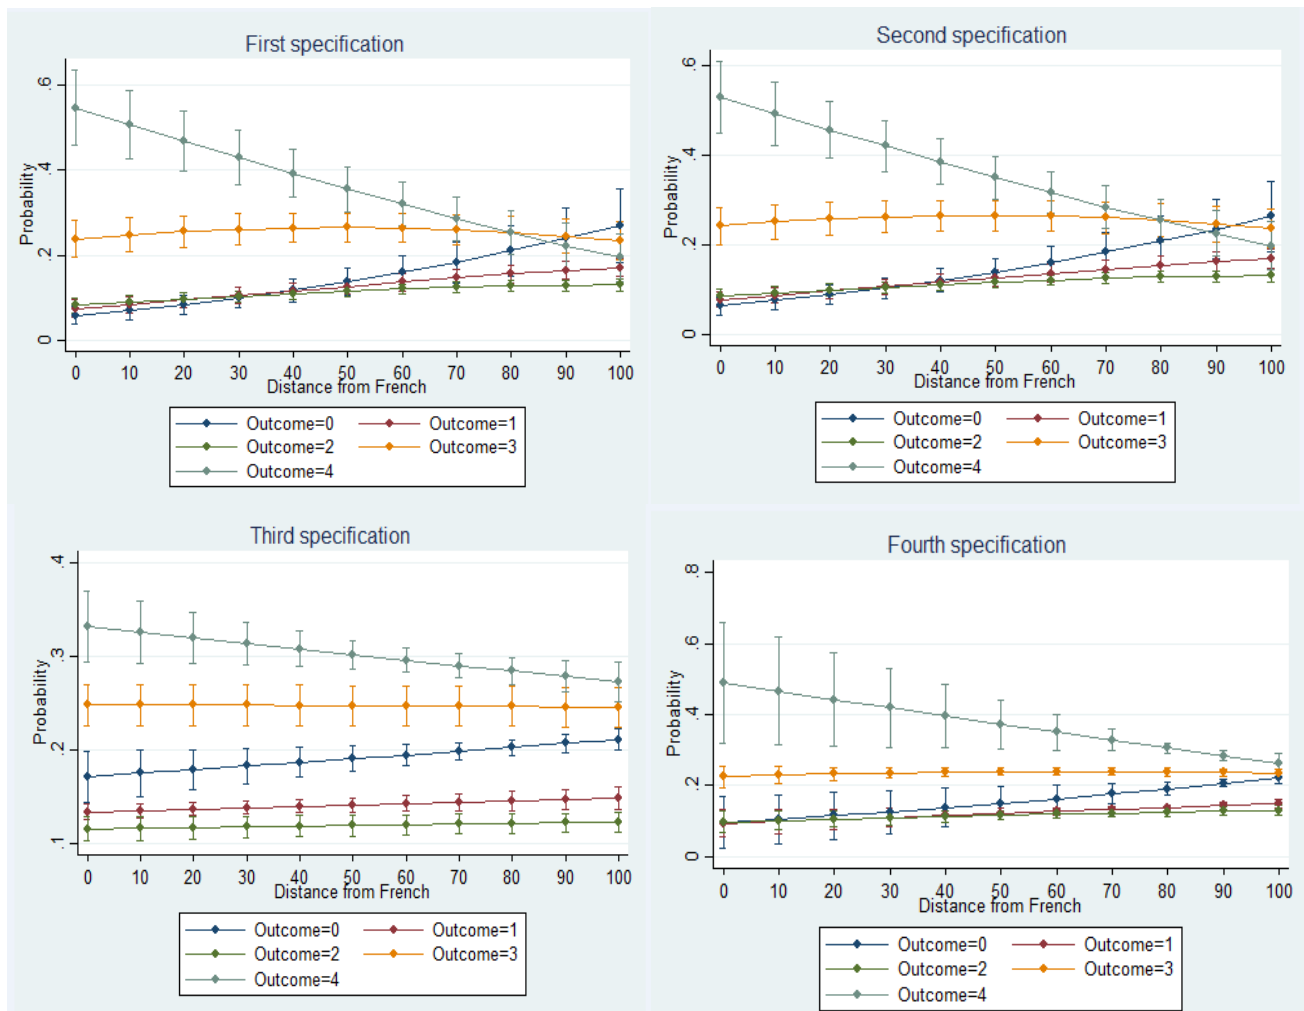 First specification
Probability
.6
.4
.2
0
0 10 20 30 40 50 60 70 80 90 100
Distance from French
Outcome=0 Outcome=1
Outcome=2 Outcome=3
Outcome=4
Second specification
Probability
.6
.4
.2
0
0 10 20 30 40 50 60 70 80 90 100
Distance from French
Outcome=0 Outcome=1
Outcome=2 Outcome=3
Outcome=4
Third specification
Probability
.4
.3
.2
.1
0 10 20 30 40 50 60 70 80 90 100
Distance from French
Outcome=0 Outcome=1
Outcome=2 Outcome=3
Outcome=4
Fourth specification
Probability
.8
.6
.4
.2
0
0 10 20 30 40 50 60 70 80 90 100
Distance from French
Outcome=0 Outcome=1
Outcome=2 Outcome=3
Outcome=4